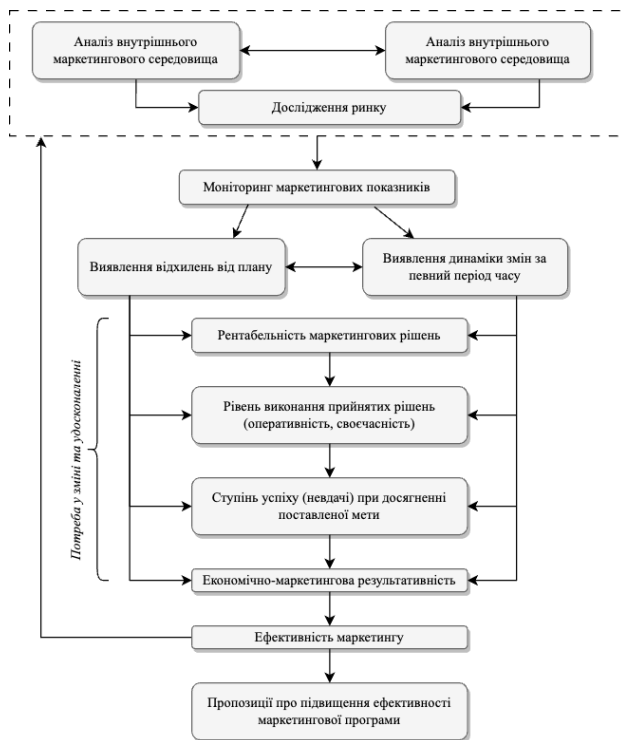 Аналіз внутрішнього
маркетингового середовища
Аналіз внутрішнього
маркетингового середовища
Дослідження ринку
Моніторинг маркетингових показників
Виявлення відхилень від плану
Виявлення динаміки змін за
певний період часу
Потреба у зміні та удосконаленні
Рентабельність маркетингових рішень
Рівень виконання прийнятих рішень
(оперативність, своєчасність)
Ступінь успіху (невдачі) при досягненні
поставленої мети
Економічно-маркетингова результативність
Ефективність маркетингу
Пропозиції про підвищення ефективності
маркетингової програми